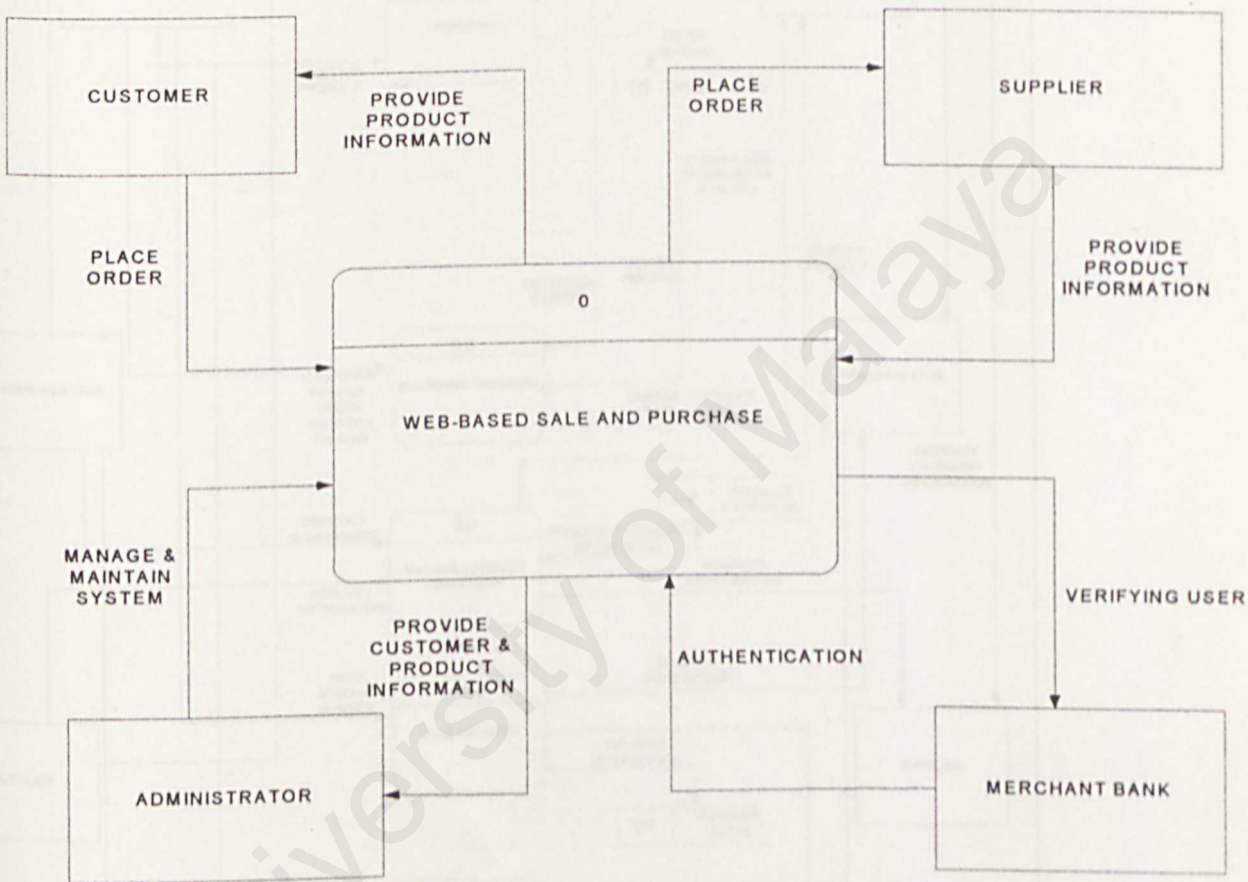 CUSTOMER
PROVIDE
PRODUCT
INFORMATION
PLACE
ORDER
SUPPLIER
PLACE
ORDER
PROVIDE
PRODUCT
INFORMATION
0
WEB-BASED SALE AND PURCHASE
MANAGE &
MAINTAIN
SYSTEM
PROVIDE
CUSTOMER &
PRODUCT
INFORMATION
AUTHENTICATION
VERIFYING USER
ADMINISTRATOR
MERCHANT BANK
University of Malaya